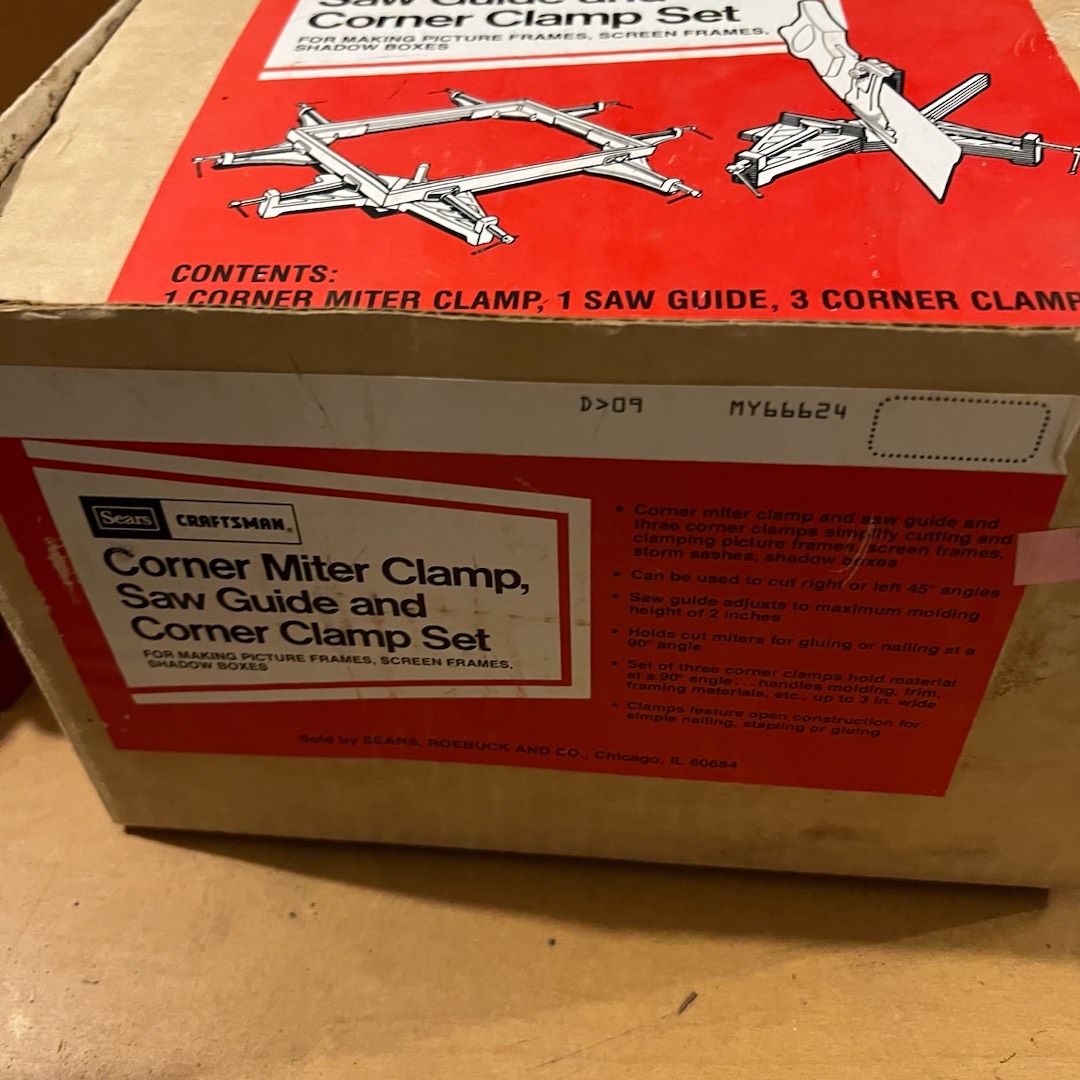 Saw Guide and
Corner Clamp Set
FOR MAKING PICTURE FRAMES, SCREEN FRAMES,
SHADOW BOXES
CONTENTS:
1 CORNER MITER CLAMP, 1 SAW GUIDE, 3 CORNER CLAMP
D>09 MY66624
Sears CRAFTSMAN®
Corner Miter Clamp,
Saw Guide and
Corner Clamp Set
FOR MAKING PICTURE FRAMES, SCREEN FRAMES,
SHADOW BOXES
• Corner miter clamp and saw guide and
three corner clamps simplify cutting and
clamping picture frames, screen frames,
storm sashes, shadow boxes
• Can be used to cut right or left 45° angles
• Saw guide adjusts to maximum molding
height of 2 inches
• Holds cut miters for gluing or nailing at a
90° angle
• Set of three corner clamps hold material
at a 90° angle...handles molding, trim,
framing materials, etc., up to 3 in. wide
• Clamps feature open construction for
simple nailing, stapling or gluing
Sold by SEARS, ROEBUCK AND CO., Chicago, IL 60684